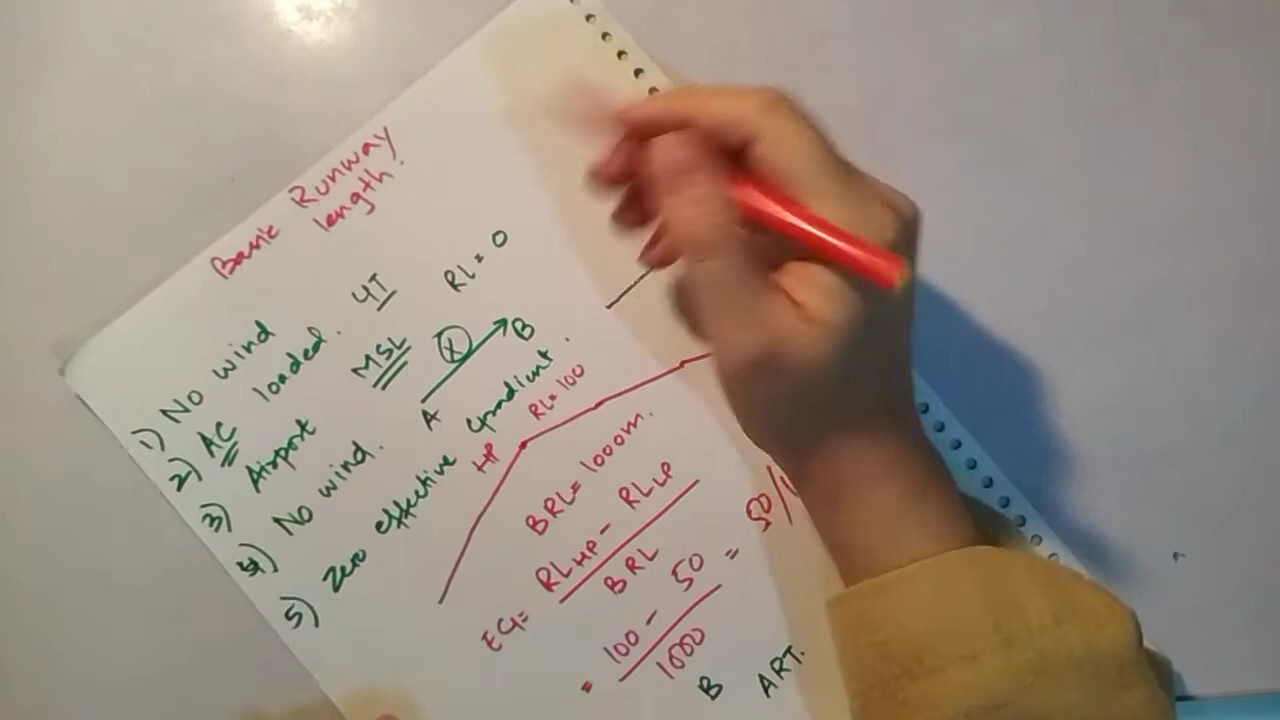 Basic Runway
length.
1) No wind
2) AC loaded. 4T
3) Airport MSL
4) No wind.
5) Zero effective gradient.
RL = 0
A X B
HP RL = 100
BRL = 1000m.
EG = RLHP - RLLP
BRL
= 100 - 50 =
1000
B ART.